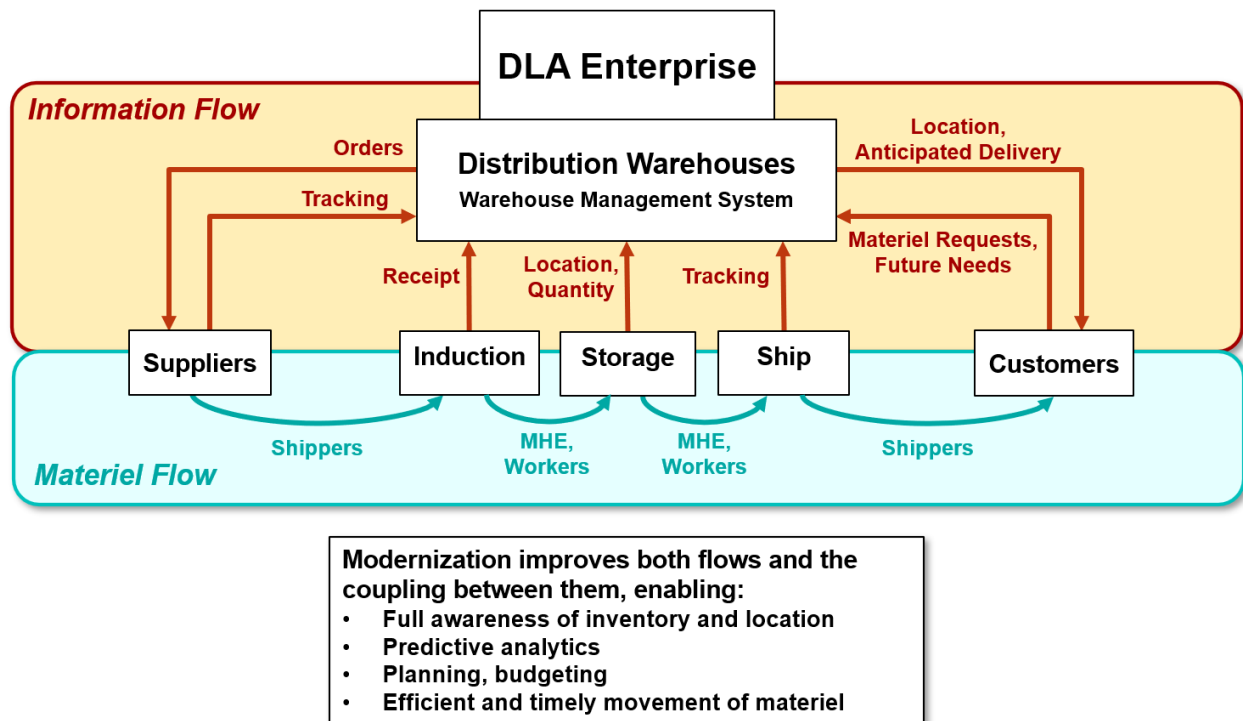 DLA Enterprise
Information Flow
Distribution Warehouses
Warehouse Management System
Orders
Tracking
Location,
Anticipated Delivery
Materiel Requests,
Future Needs
Receipt
Location,
Quantity
Tracking
Suppliers
Induction
Storage
Ship
Customers
Shippers
MHE,
Workers
MHE,
Workers
Shippers
Materiel Flow
Modernization improves both flows and the
coupling between them, enabling:
• Full awareness of inventory and location
• Predictive analytics
• Planning, budgeting
• Efficient and timely movement of materiel